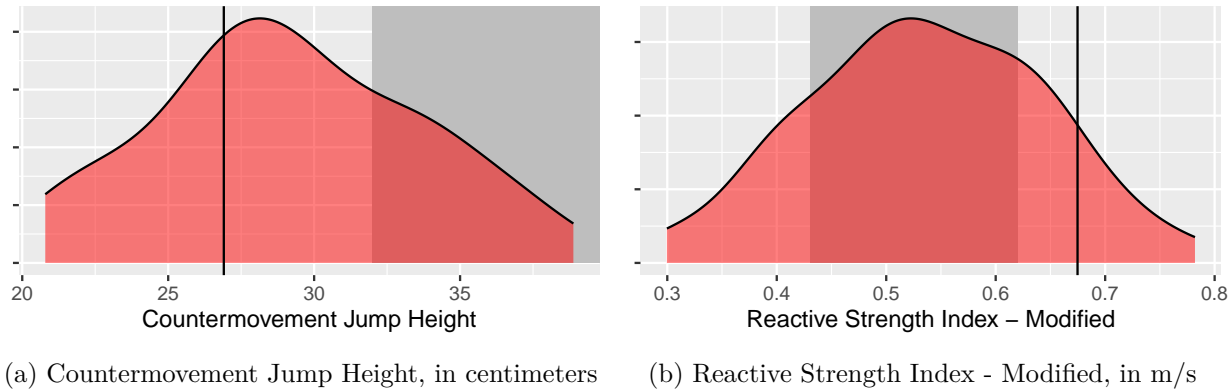 20 25 30 35
Countermovement Jump Height
(a) Countermovement Jump Height, in centimeters
0.3 0.4 0.5 0.6 0.7 0.8
Reactive Strength Index – Modified
(b) Reactive Strength Index - Modified, in m/s